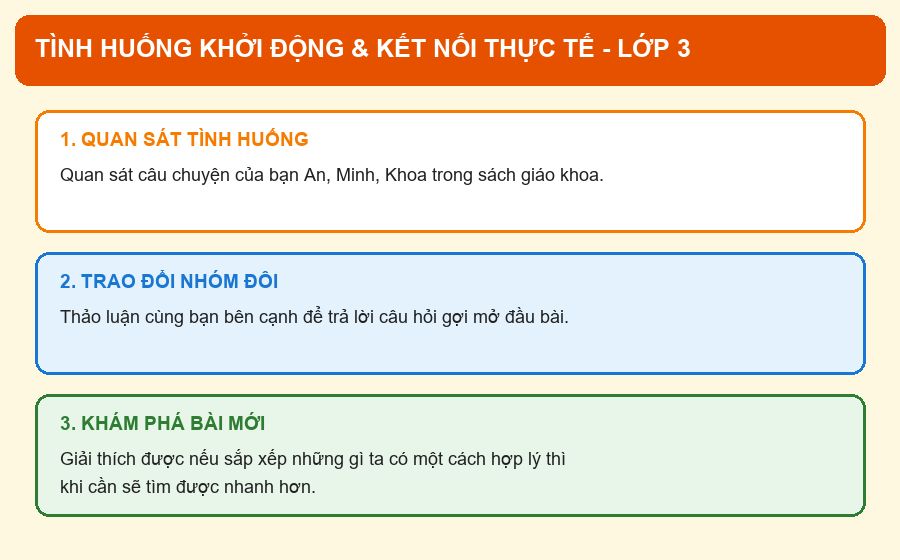 TÌNH HUỐNG KHỞI ĐỘNG & KẾT NỐI THỰC TẾ - LỚP 3
1. QUAN SÁT TÌNH HUỐNG
Quan sát câu chuyện của bạn An, Minh, Khoa trong sách giáo khoa.
2. TRAO ĐỔI NHÓM ĐÔI
Thảo luận cùng bạn bên cạnh để trả lời câu hỏi gợi mở đầu bài.
3. KHÁM PHÁ BÀI MỚI
Giải thích được nếu sắp xếp những gì ta có một cách hợp lý thì
khi cần sẽ tìm được nhanh hơn.